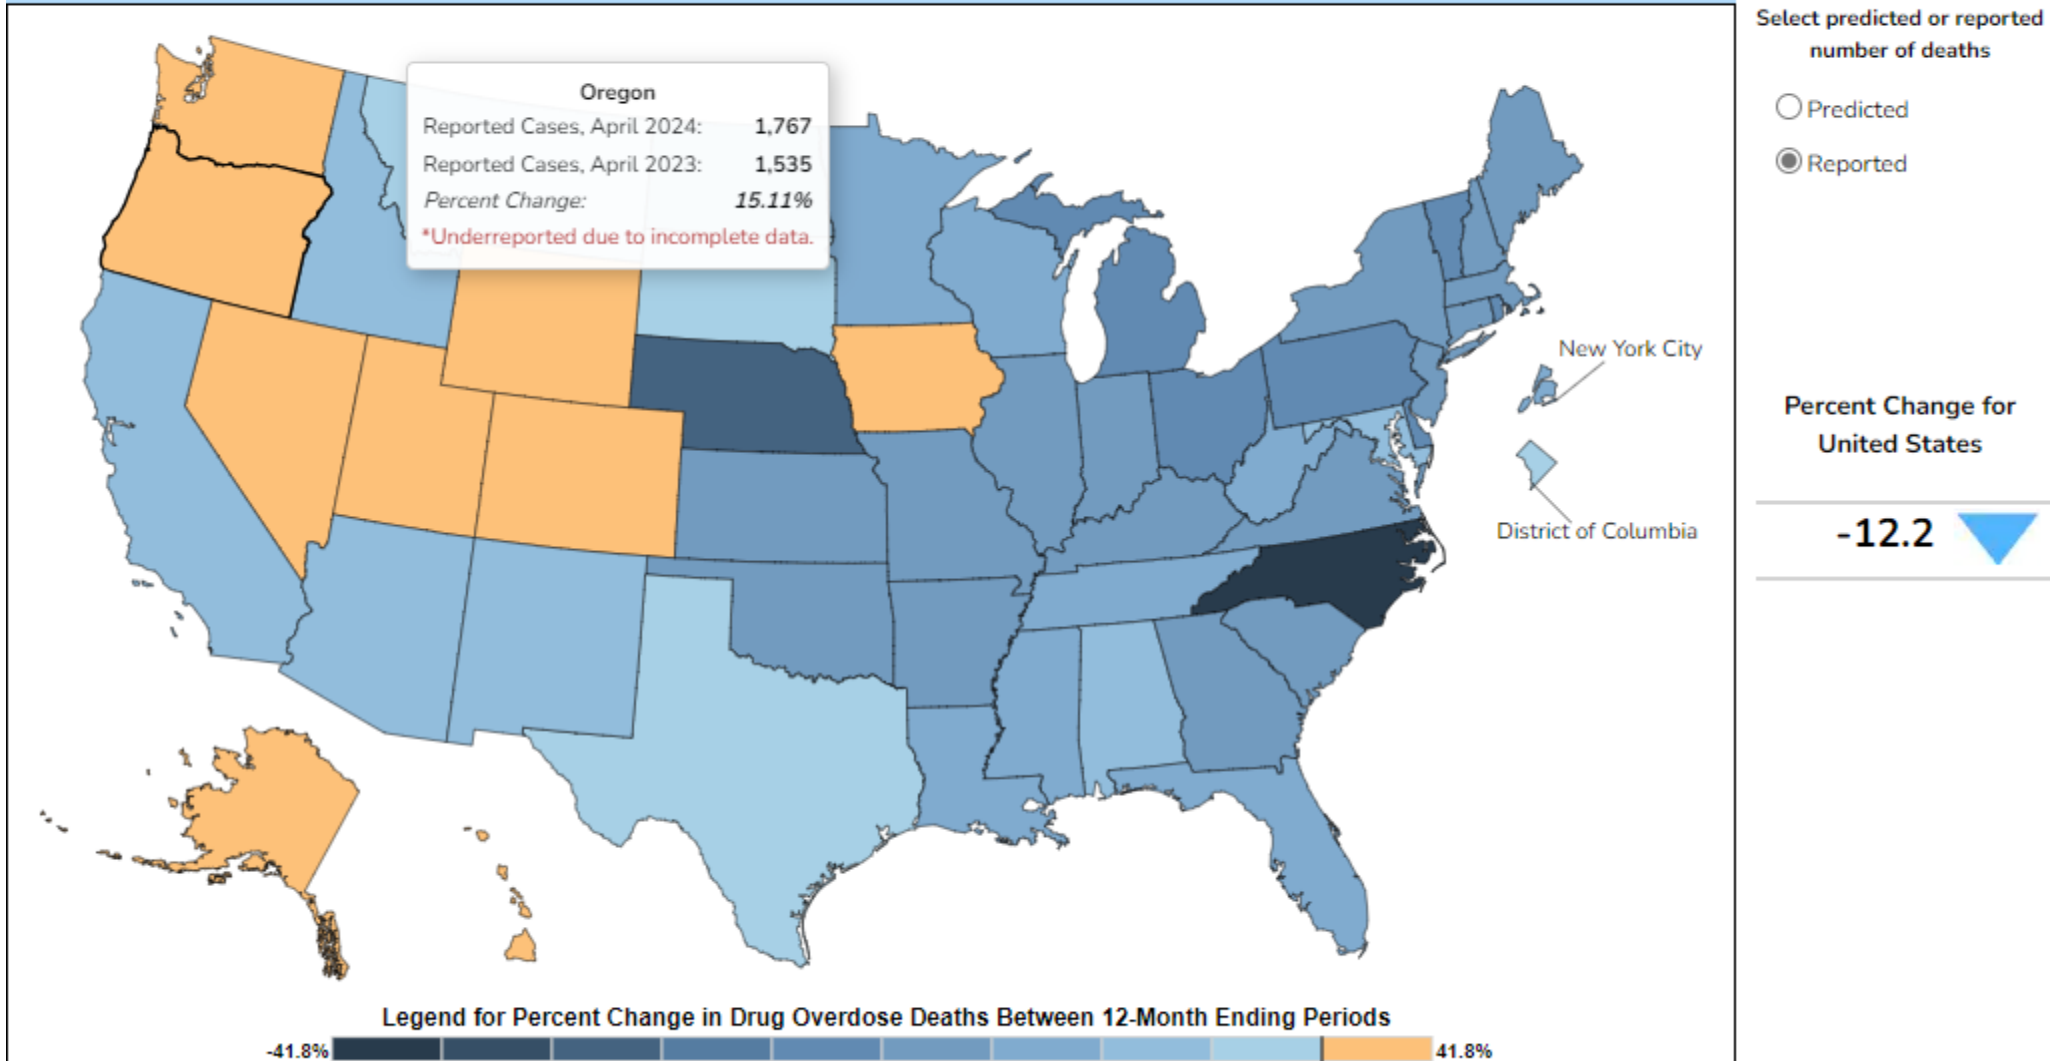 Select predicted or reported
number of deaths
Predicted
Reported
Oregon
Reported Cases, April 2024: 1,767
Reported Cases, April 2023: 1,535
Percent Change: 15.11%
*Underreported due to incomplete data.
New York City
District of Columbia
Percent Change for
United States
-12.2
Legend for Percent Change in Drug Overdose Deaths Between 12-Month Ending Periods
-41.8% 41.8%